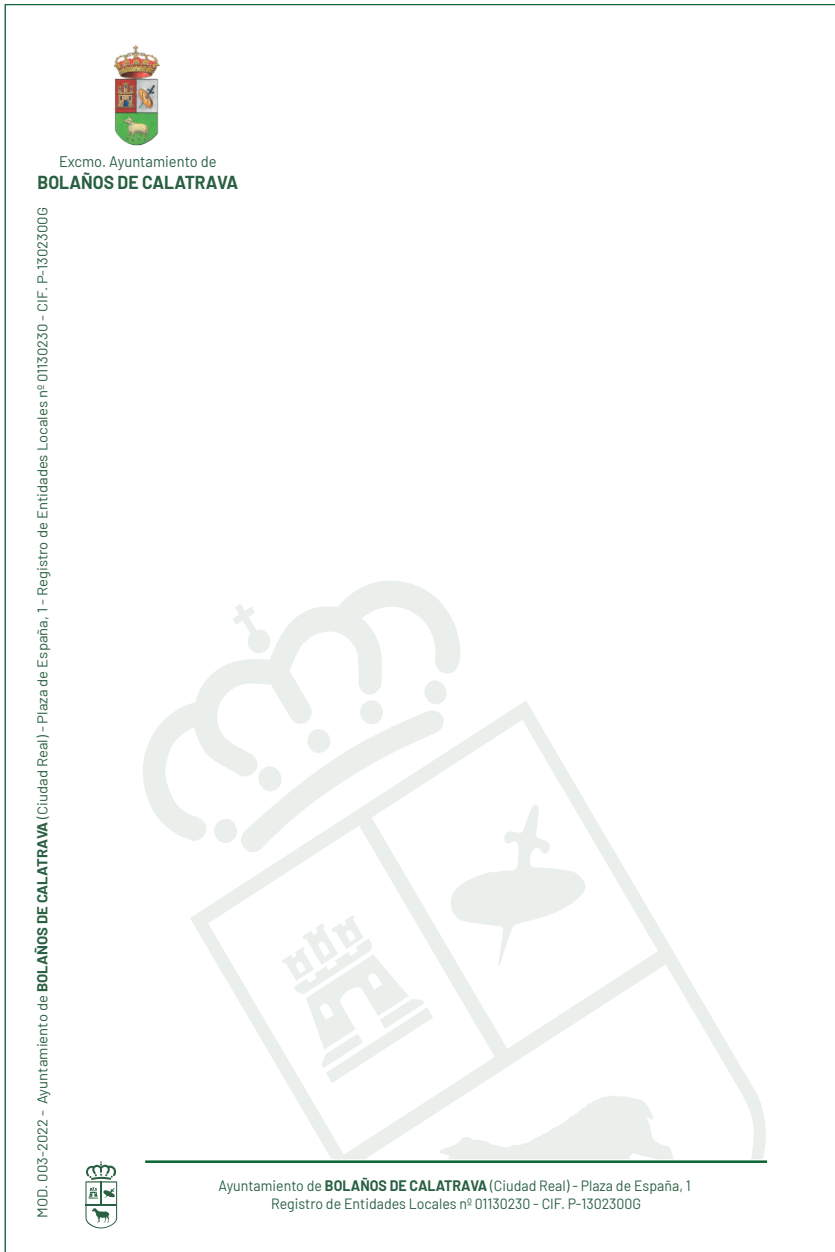 Excmo. Ayuntamiento de
BOLAÑOS DE CALATRAVA
MOD. 003-2022 - Ayuntamiento de BOLAÑOS DE CALATRAVA (Ciudad Real) - Plaza de España, 1 - Registro de Entidades Locales nº 01130230 - CIF. P-1302300G
Ayuntamiento de BOLAÑOS DE CALATRAVA (Ciudad Real) - Plaza de España, 1
Registro de Entidades Locales nº 01130230 - CIF. P-1302300G